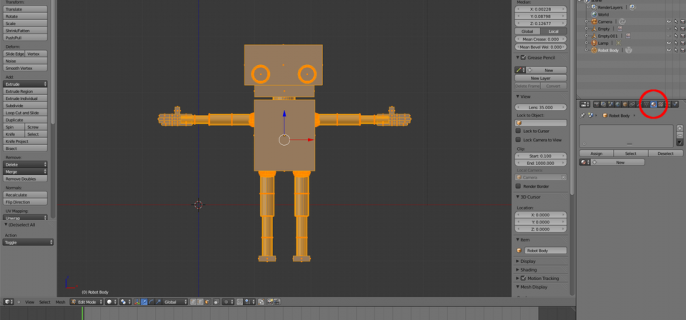 Transform:
Translate
Rotate
Scale
Shrink/Fatten
Push/Pull
Deform:
Slide Edge Vertex
Noise
Smooth Vertex
Add:
Extrude
Extrude Region
Extrude Individual
Subdivide
Loop Cut and Slide
Duplicate
Spin Screw
Knife Select
Knife Project
Bisect
Remove:
Delete
Merge
Remove Doubles
Normals:
Recalculate
Flip Direction
UV Mapping:
Unwrap
(De)select All
Action
Toggle
(0) Robot Body
View Select Add Mesh
Edit Mode
Global
Median:
Global Local
Mean Crease: 0.000
Mean Bevel Wei: 0.000
Grease Pencil
New
New Layer
View
Lens: 35.000
Lock to Object:
Lock to Cursor
Lock Camera to View
Clip:
Start: 0.100
End: 1000.000
Local Camera:
Camera
Render Border
3D Cursor
Location:
X: 0.0000
Y: 0.0000
Z: 0.0000
Item
Robot Body
Display
Shading
Motion Tracking
Mesh Display
Scene
RenderLayers
World
Camera
Empty
Empty.001
Lamp
Robot Body
Robot Body
Assign Select Deselect
New